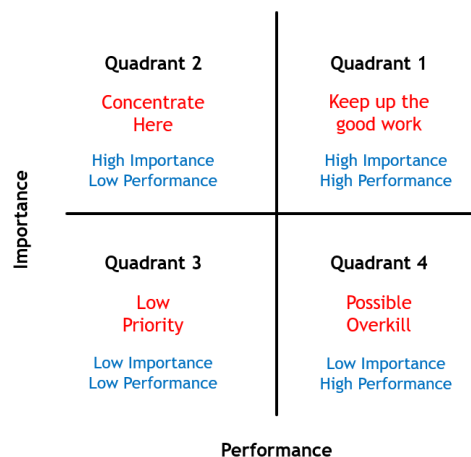 Quadrant 2
Concentrate
Here
High Importance
Low Performance
Quadrant 1
Keep up the
good work
High Importance
High Performance
Importance
Quadrant 3
Low
Priority
Low Importance
Low Performance
Quadrant 4
Possible
Overkill
Low Importance
High Performance
Performance